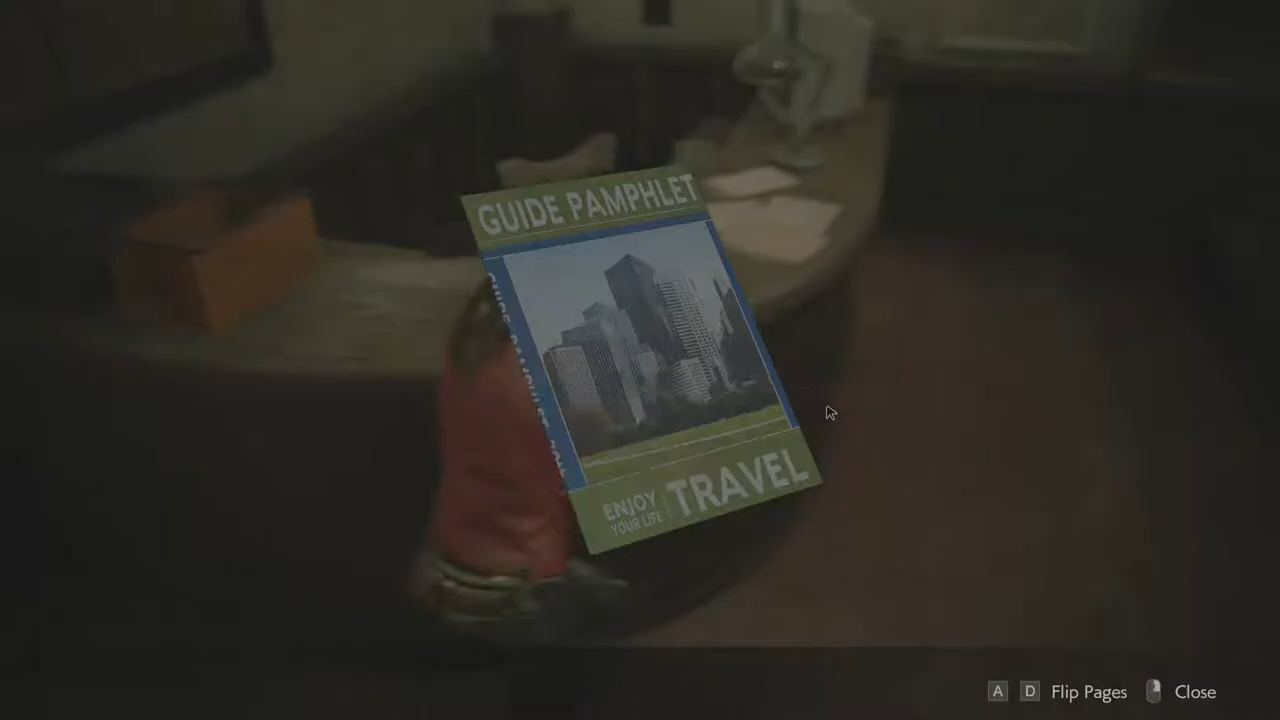 GUIDE PAMPHLET
ENJOY
YOUR LIFE
TRAVEL
A D Flip Pages Close